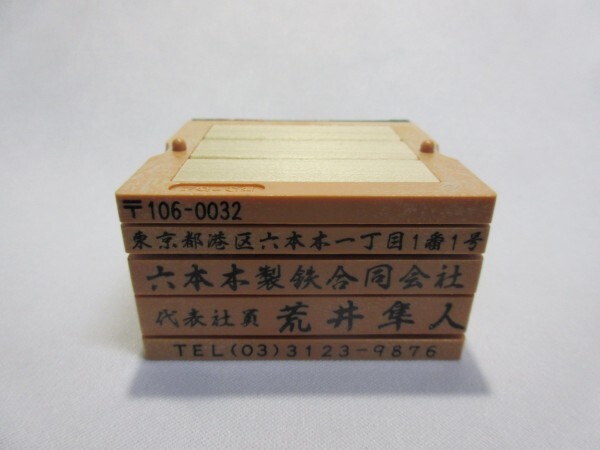 〒106-0032
東京都港区六本木一丁目1番1号
六本木製鉄合同会社
代表社員 荒井隼人
TEL(03)3123-9876